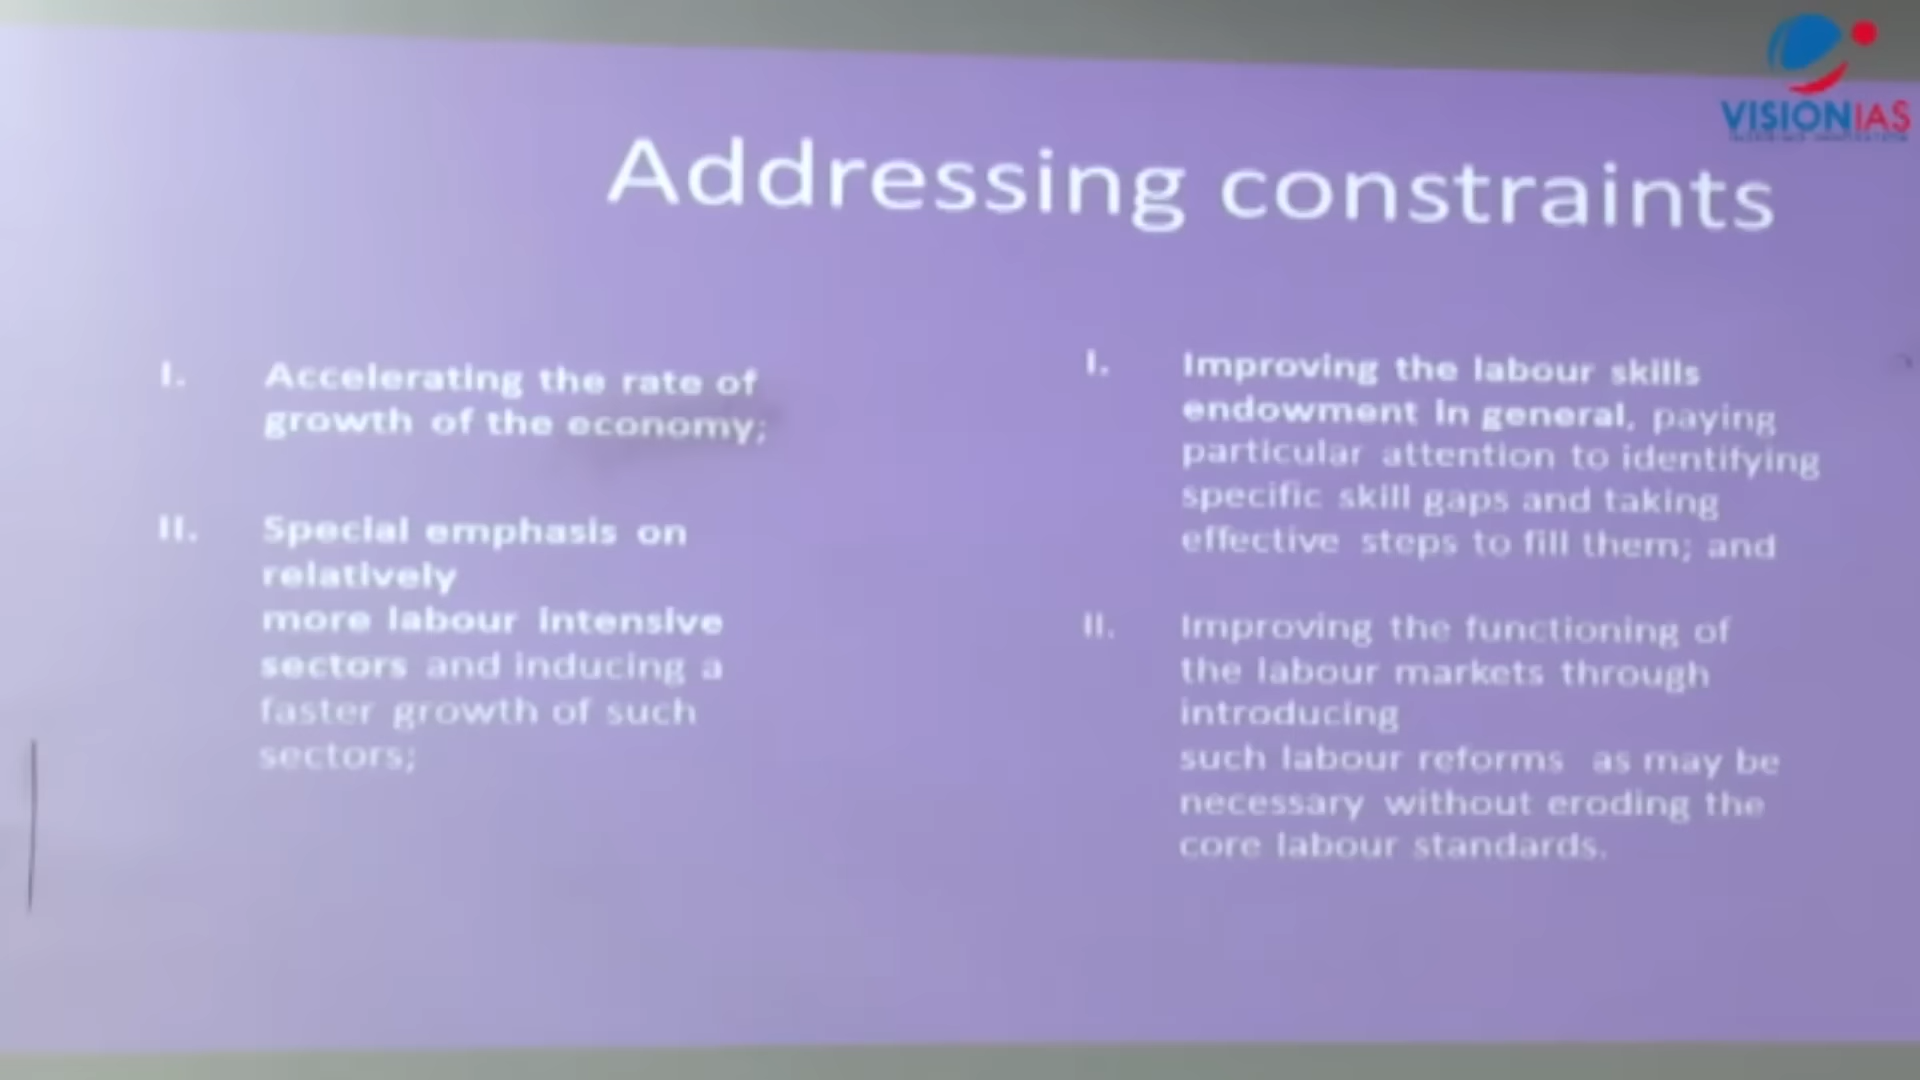 VISIONIAS
Addressing constraints
I. Accelerating the rate of
growth of the economy;
II. Special emphasis on
relatively
more labour intensive
sectors and inducing a
faster growth of such
sectors;
I. Improving the labour skills
endowment in general, paying
particular attention to identifying
specific skill gaps and taking
effective steps to fill them; and
II. Improving the functioning of
the labour markets through
introducing
such labour reforms as may be
necessary without eroding the
core labour standards.